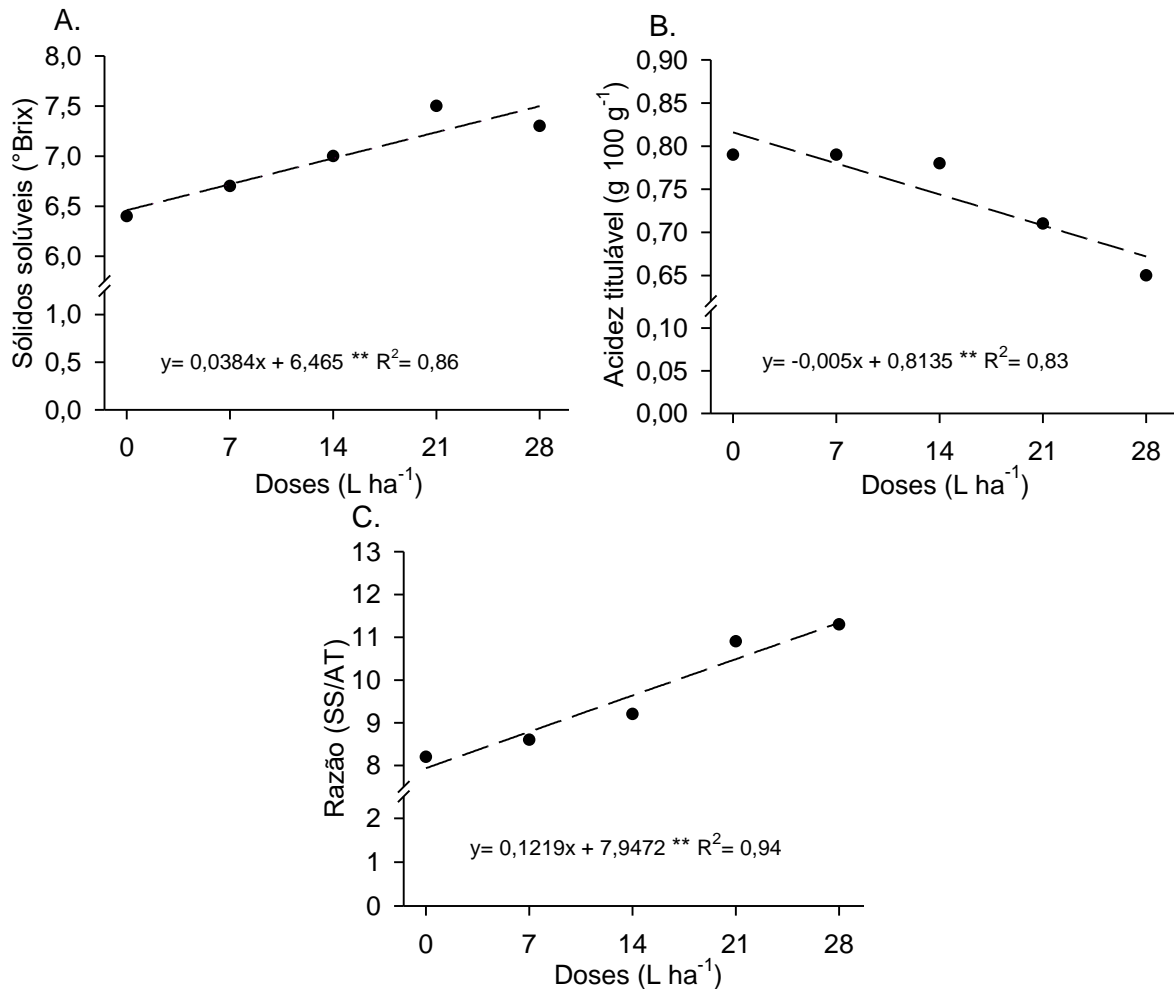 A.
Sólidos solúveis (°Brix)
8,0
7,5
7,0
6,5
6,0
1,0
0,5
0,0
y= 0,0384x + 6,465 ** R²= 0,86
0 7 14 21 28
Doses (L ha⁻¹)
B.
Acidez titulável (g 100 g⁻¹)
0,90
0,85
0,80
0,75
0,70
0,65
0,10
0,05
0,00
y= -0,005x + 0,8135 ** R²= 0,83
0 7 14 21 28
Doses (L ha⁻¹)
C.
Razão (SS/AT)
13
12
11
10
9
8
2
1
0
y= 0,1219x + 7,9472 ** R²= 0,94
0 7 14 21 28
Doses (L ha⁻¹)